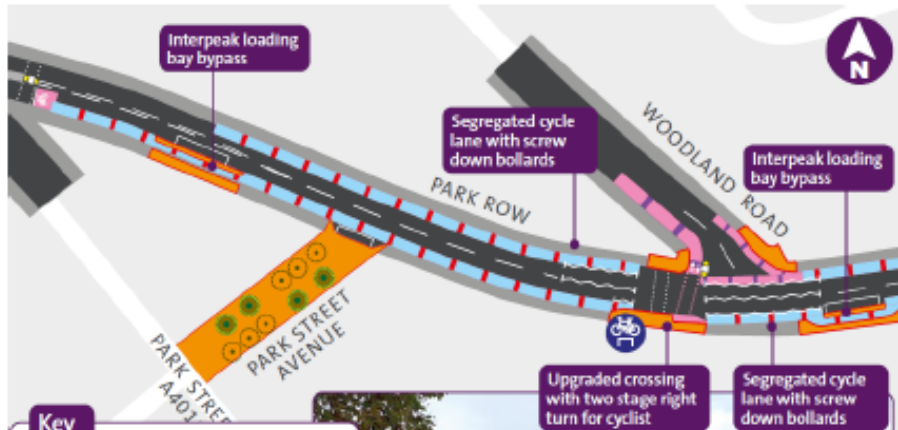 Interpeak loading
bay bypass
N
Segregated cycle
lane with screw
down bollards
WOODLAND ROAD
Interpeak loading
bay bypass
PARK ROW
PARK STREET
AVENUE
PARK STREET
A401
Upgraded crossing
with two stage right
turn for cyclist
Segregated cycle
lane with screw
down bollards
Key